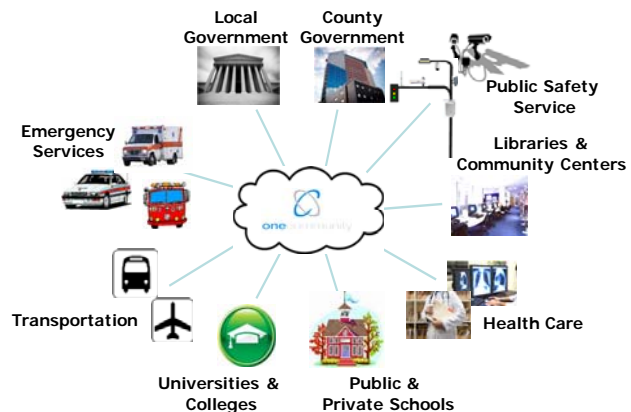 Local
Government
County
Government
Public Safety
Service
Emergency
Services
Libraries &
Community Centers
onecommunity
Transportation
Health Care
Universities &
Colleges
Public &
Private Schools